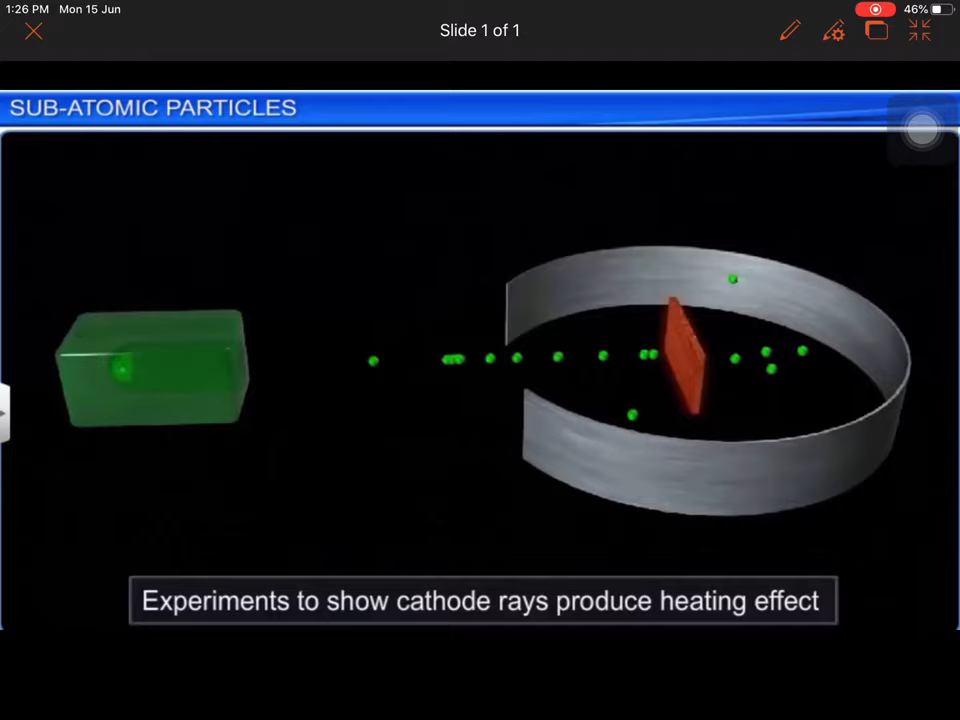 1:26 PM Mon 15 Jun
46%
Slide 1 of 1
SUB-ATOMIC PARTICLES
Experiments to show cathode rays produce heating effect